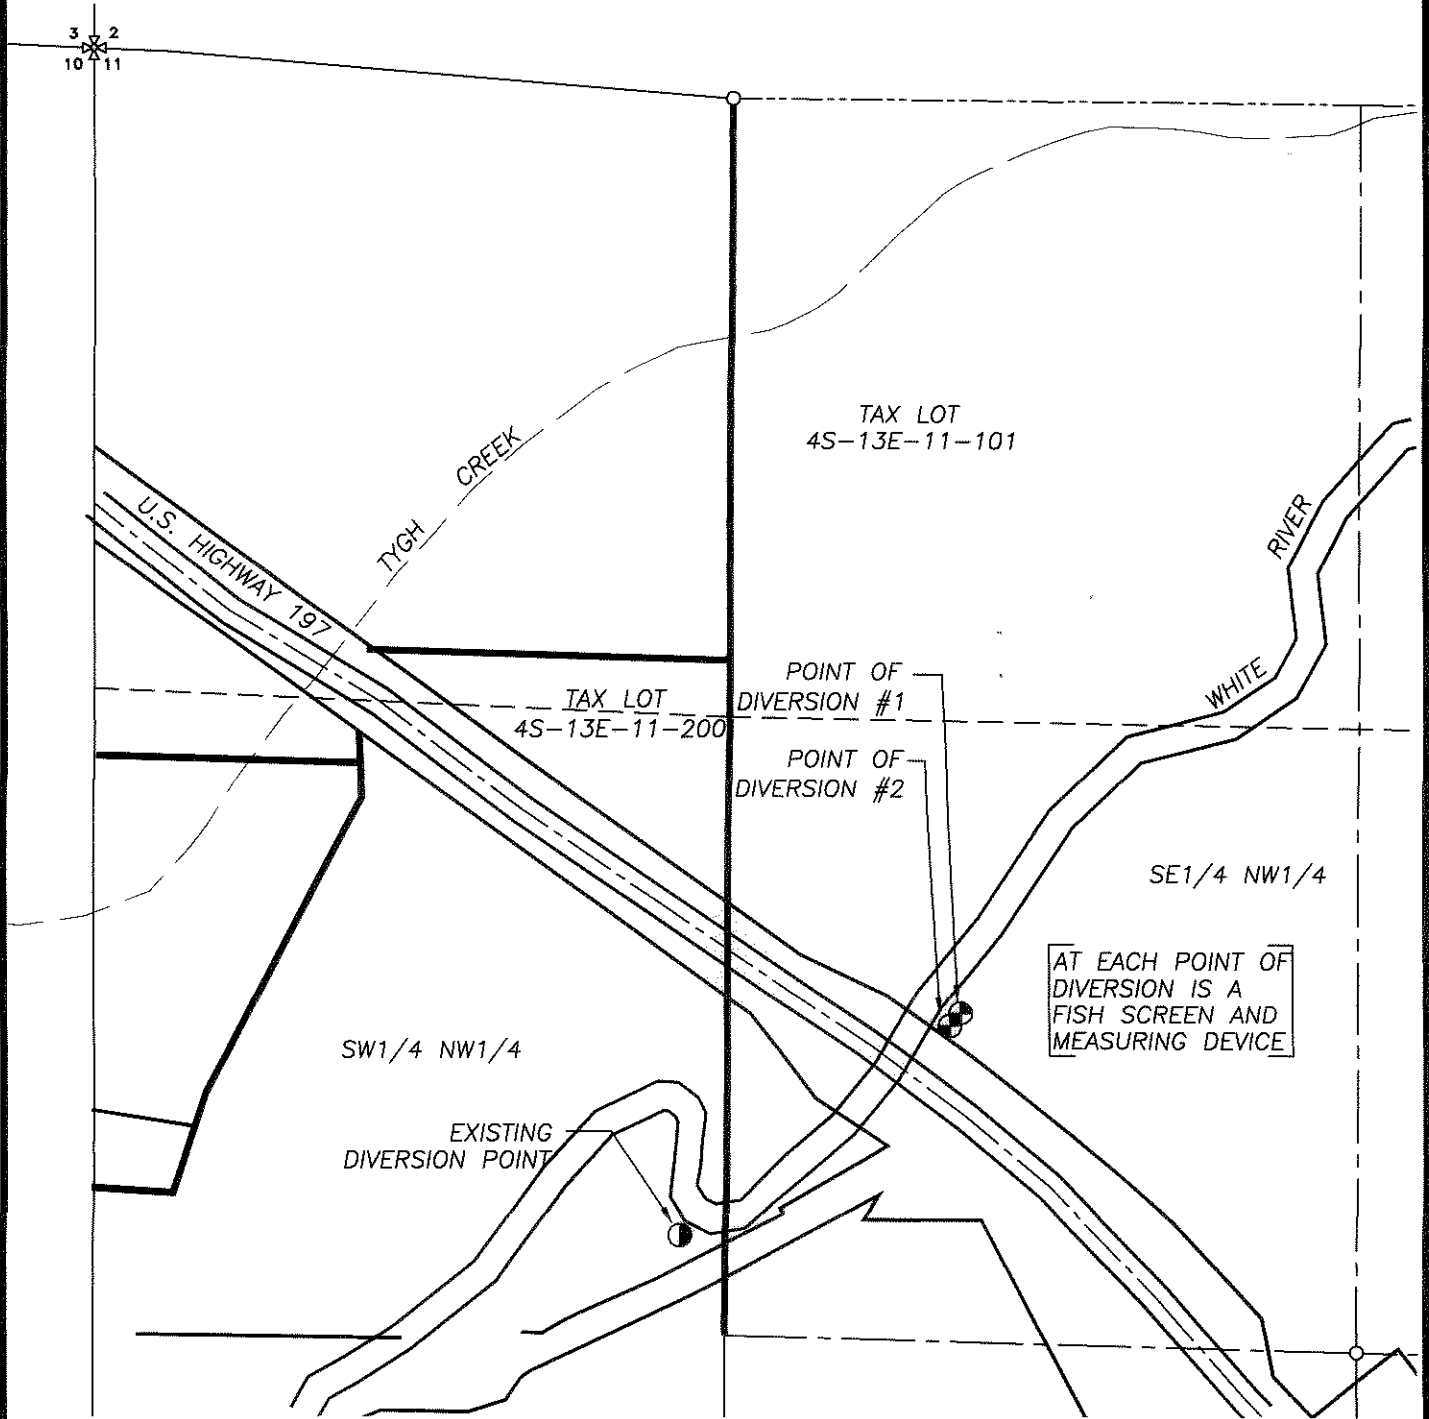 3 2
10 11
TAX LOT
4S-13E-11-101
CREEK
TYGH
U.S. HIGHWAY 197
RIVER
WHITE
POINT OF
DIVERSION #1
TAX LOT
4S-13E-11-200
POINT OF
DIVERSION #2
SE1/4 NW1/4
AT EACH POINT OF
DIVERSION IS A
FISH SCREEN AND
MEASURING DEVICE
SW1/4 NW1/4
EXISTING
DIVERSION POINT